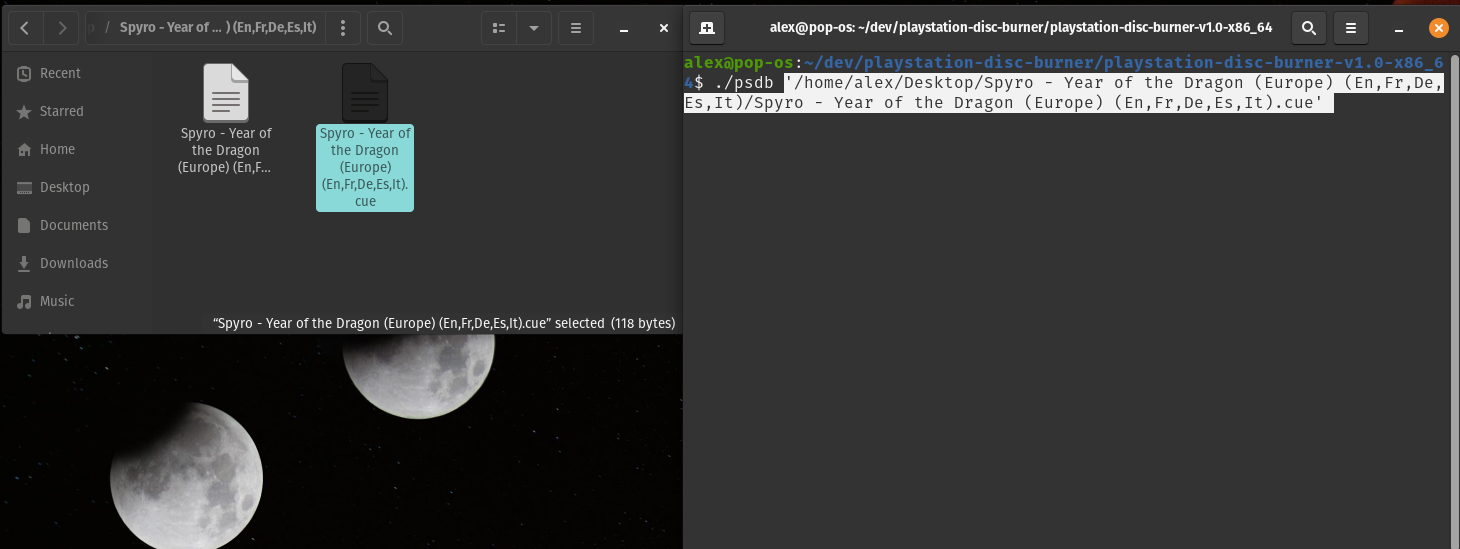 p / Spyro - Year of ... ) (En,Fr,De,Es,It)
Recent
Starred
Home
Desktop
Documents
Downloads
Music
Spyro - Year of
the Dragon
(Europe) (En,F...
Spyro - Year of
the Dragon
(Europe)
(En,Fr,De,Es,It).
cue
“Spyro - Year of the Dragon (Europe) (En,Fr,De,Es,It).cue” selected (118 bytes)
alex@pop-os: ~/dev/playstation-disc-burner/playstation-disc-burner-v1.0-x86_64
alex@pop-os:~/dev/playstation-disc-burner/playstation-disc-burner-v1.0-x86_6
4$ ./psdb '/home/alex/Desktop/Spyro - Year of the Dragon (Europe) (En,Fr,De,
Es,It)/Spyro - Year of the Dragon (Europe) (En,Fr,De,Es,It).cue'